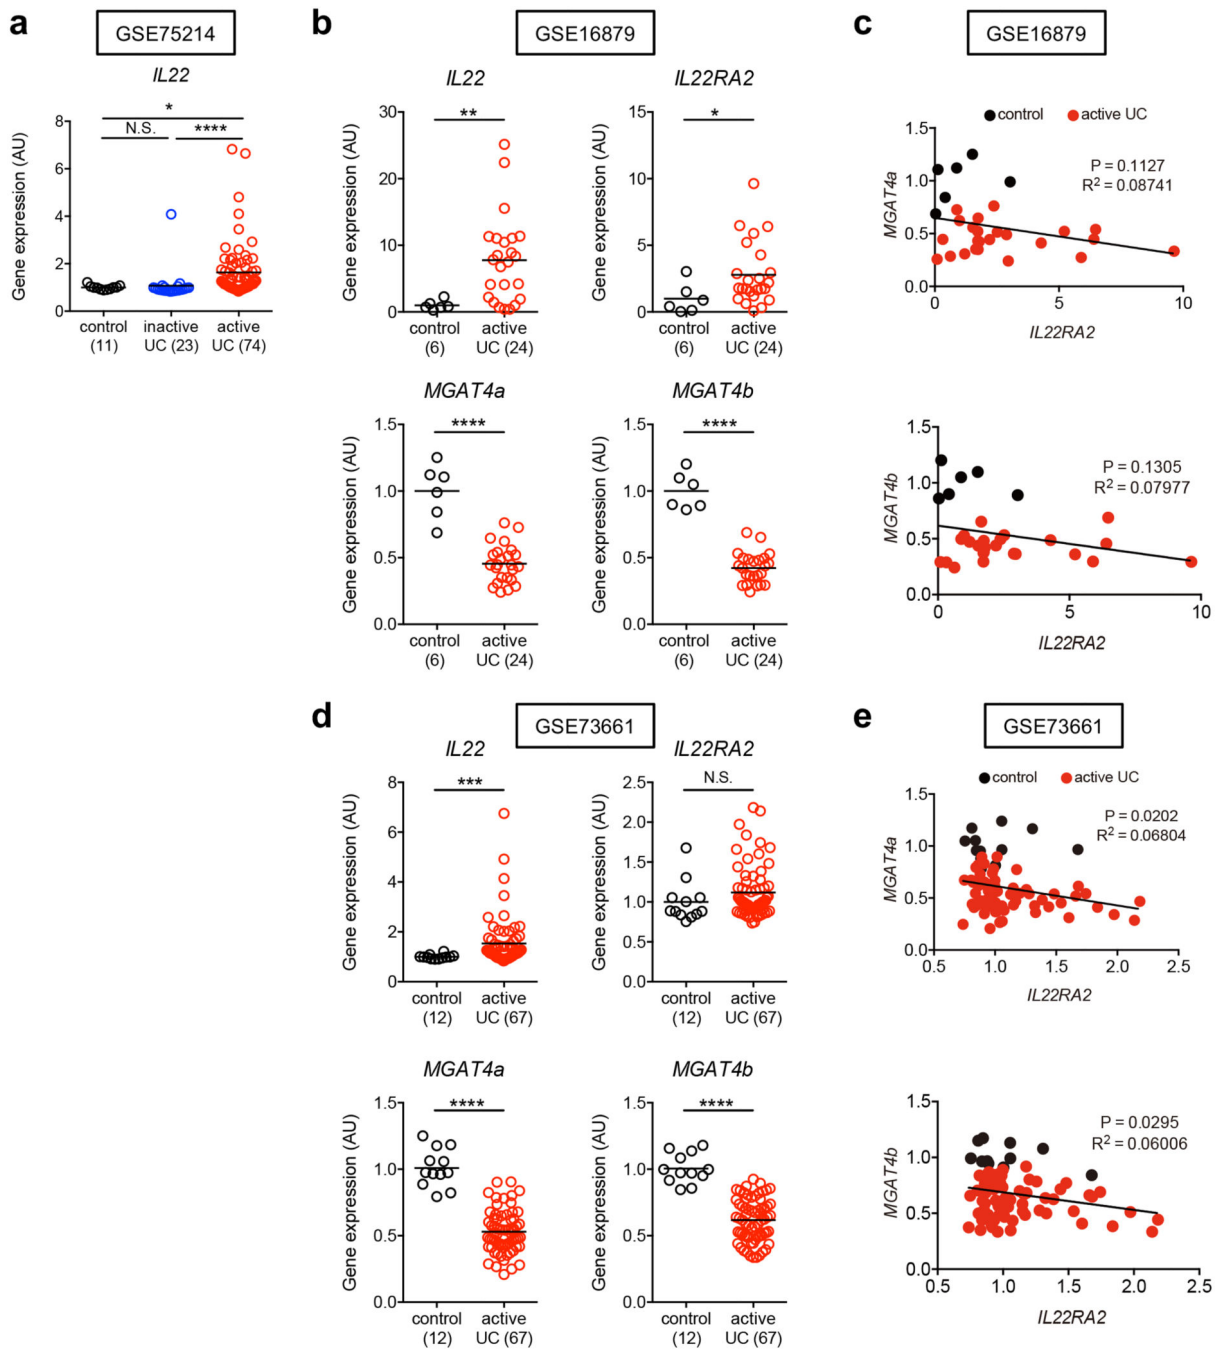 a
GSE75214
IL22
Gene expression (AU)
8
6
4
2
0
*
N.S.
****
control
(11)
inactive
UC (23)
active
UC (74)
b
GSE16879
IL22
Gene expression (AU)
30
20
10
0
**
control
(6)
active
UC (24)
IL22RA2
Gene expression (AU)
15
10
5
0
*
control
(6)
active
UC (24)
MGAT4a
Gene expression (AU)
1.5
1.0
0.5
0.0
****
control
(6)
active
UC (24)
MGAT4b
Gene expression (AU)
1.5
1.0
0.5
0.0
****
control
(6)
active
UC (24)
c
GSE16879
control
active UC
MGAT4a
1.5
1.0
0.5
0.0
P = 0.1127
R² = 0.08741
0
5
10
IL22RA2
MGAT4b
1.5
1.0
0.5
0.0
P = 0.1305
R² = 0.07977
0
5
10
IL22RA2
d
GSE73661
IL22
Gene expression (AU)
8
6
4
2
0
***
control
(12)
active
UC (67)
IL22RA2
Gene expression (AU)
2.5
2.0
1.5
1.0
0.5
0.0
N.S.
control
(12)
active
UC (67)
MGAT4a
Gene expression (AU)
1.5
1.0
0.5
0.0
****
control
(12)
active
UC (67)
MGAT4b
Gene expression (AU)
1.5
1.0
0.5
0.0
****
control
(12)
active
UC (67)
e
GSE73661
control
active UC
MGAT4a
1.5
1.0
0.5
0.0
P = 0.0202
R² = 0.06804
0.5
1.0
1.5
2.0
2.5
IL22RA2
MGAT4b
1.5
1.0
0.5
0.0
P = 0.0295
R² = 0.06006
0.5
1.0
1.5
2.0
2.5
IL22RA2